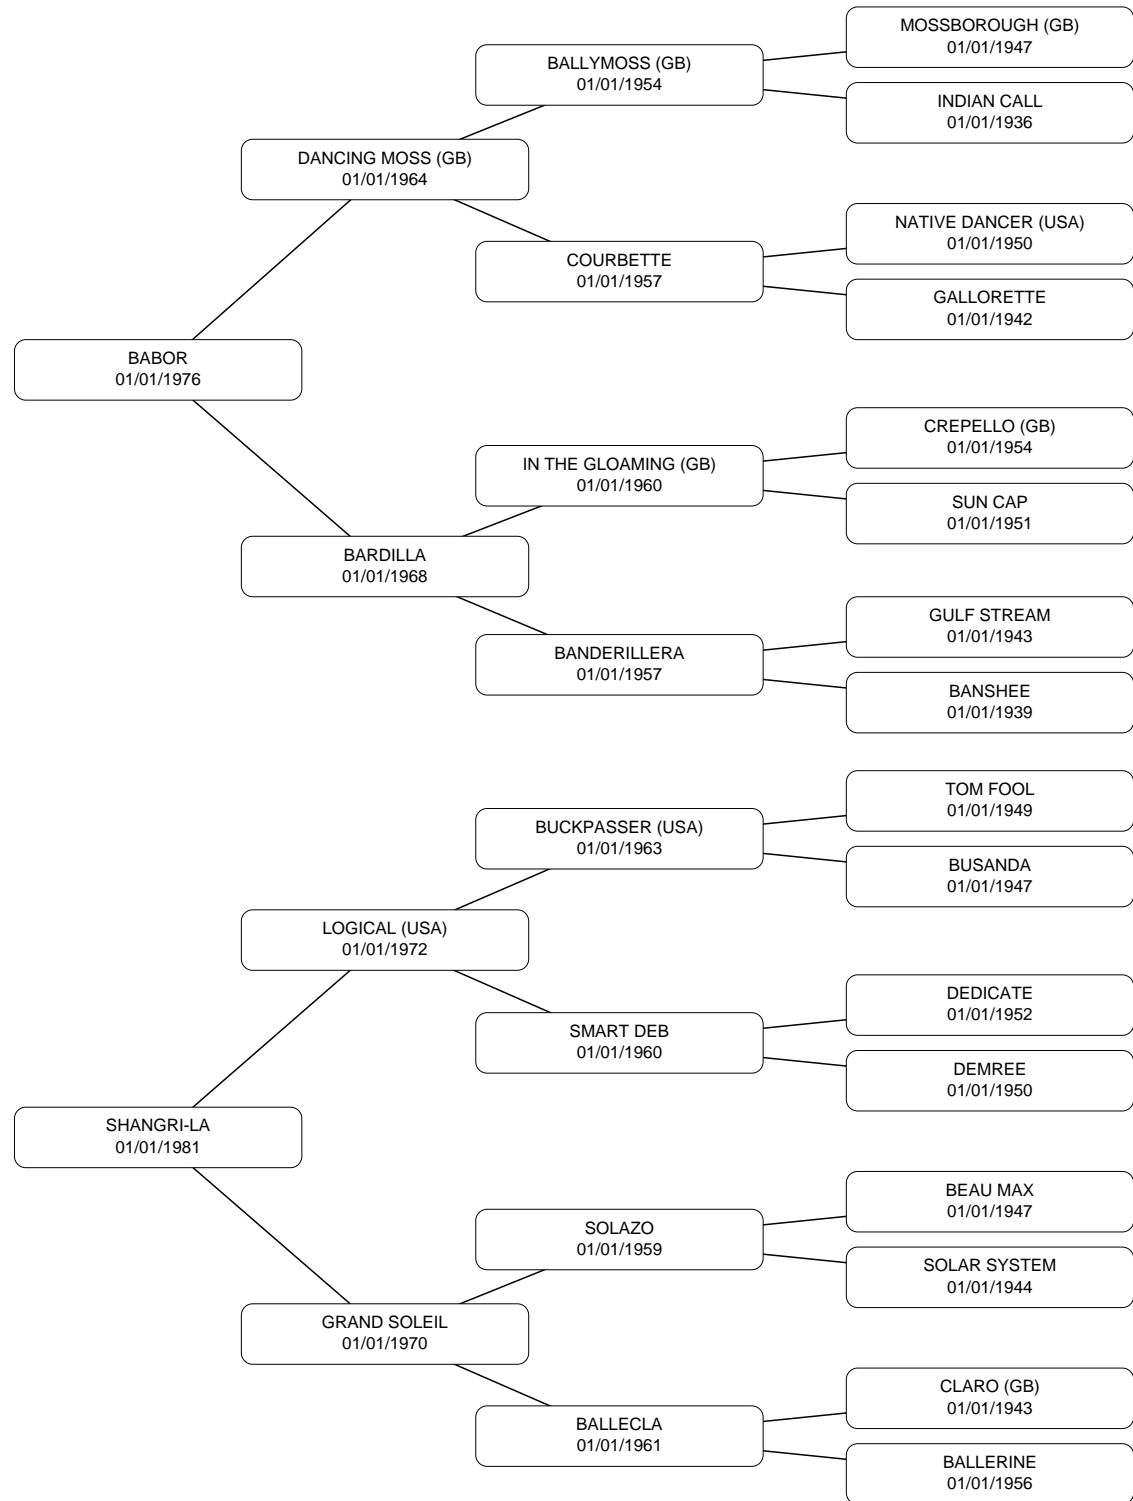 MOSSBOROUGH (GB)
01/01/1947
BALLYMOSS (GB)
01/01/1954
INDIAN CALL
01/01/1936
DANCING MOSS (GB)
01/01/1964
NATIVE DANCER (USA)
01/01/1950
COURBETTE
01/01/1957
GALLORETTE
01/01/1942
BABOR
01/01/1976
CREPELLO (GB)
01/01/1954
IN THE GLOAMING (GB)
01/01/1960
SUN CAP
01/01/1951
BARDILLA
01/01/1968
GULF STREAM
01/01/1943
BANDERILLERA
01/01/1957
BANSHEE
01/01/1939
TOM FOOL
01/01/1949
BUCKPASSER (USA)
01/01/1963
BUSANDA
01/01/1947
LOGICAL (USA)
01/01/1972
DEDICATE
01/01/1952
SMART DEB
01/01/1960
DEMREE
01/01/1950
SHANGRI-LA
01/01/1981
BEAU MAX
01/01/1947
SOLAZO
01/01/1959
SOLAR SYSTEM
01/01/1944
GRAND SOLEIL
01/01/1970
CLARO (GB)
01/01/1943
BALLECLA
01/01/1961
BALLERINE
01/01/1956